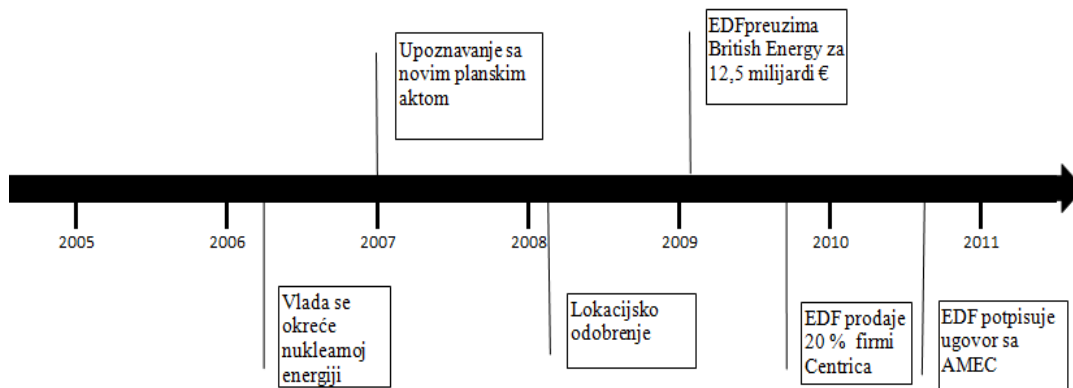 Upoznavanje sa
novim planskim
aktom
EDFpreuzima
British Energy za
12,5 milijardi €
2005
2006
2007
2008
2009
2010
2011
Vlada se
okreće
nukleamoj
energiji
Lokacijsko
odobrenje
EDF prodaje
20 % firmi
Centrica
EDF potpisuje
ugovor sa
AMEC